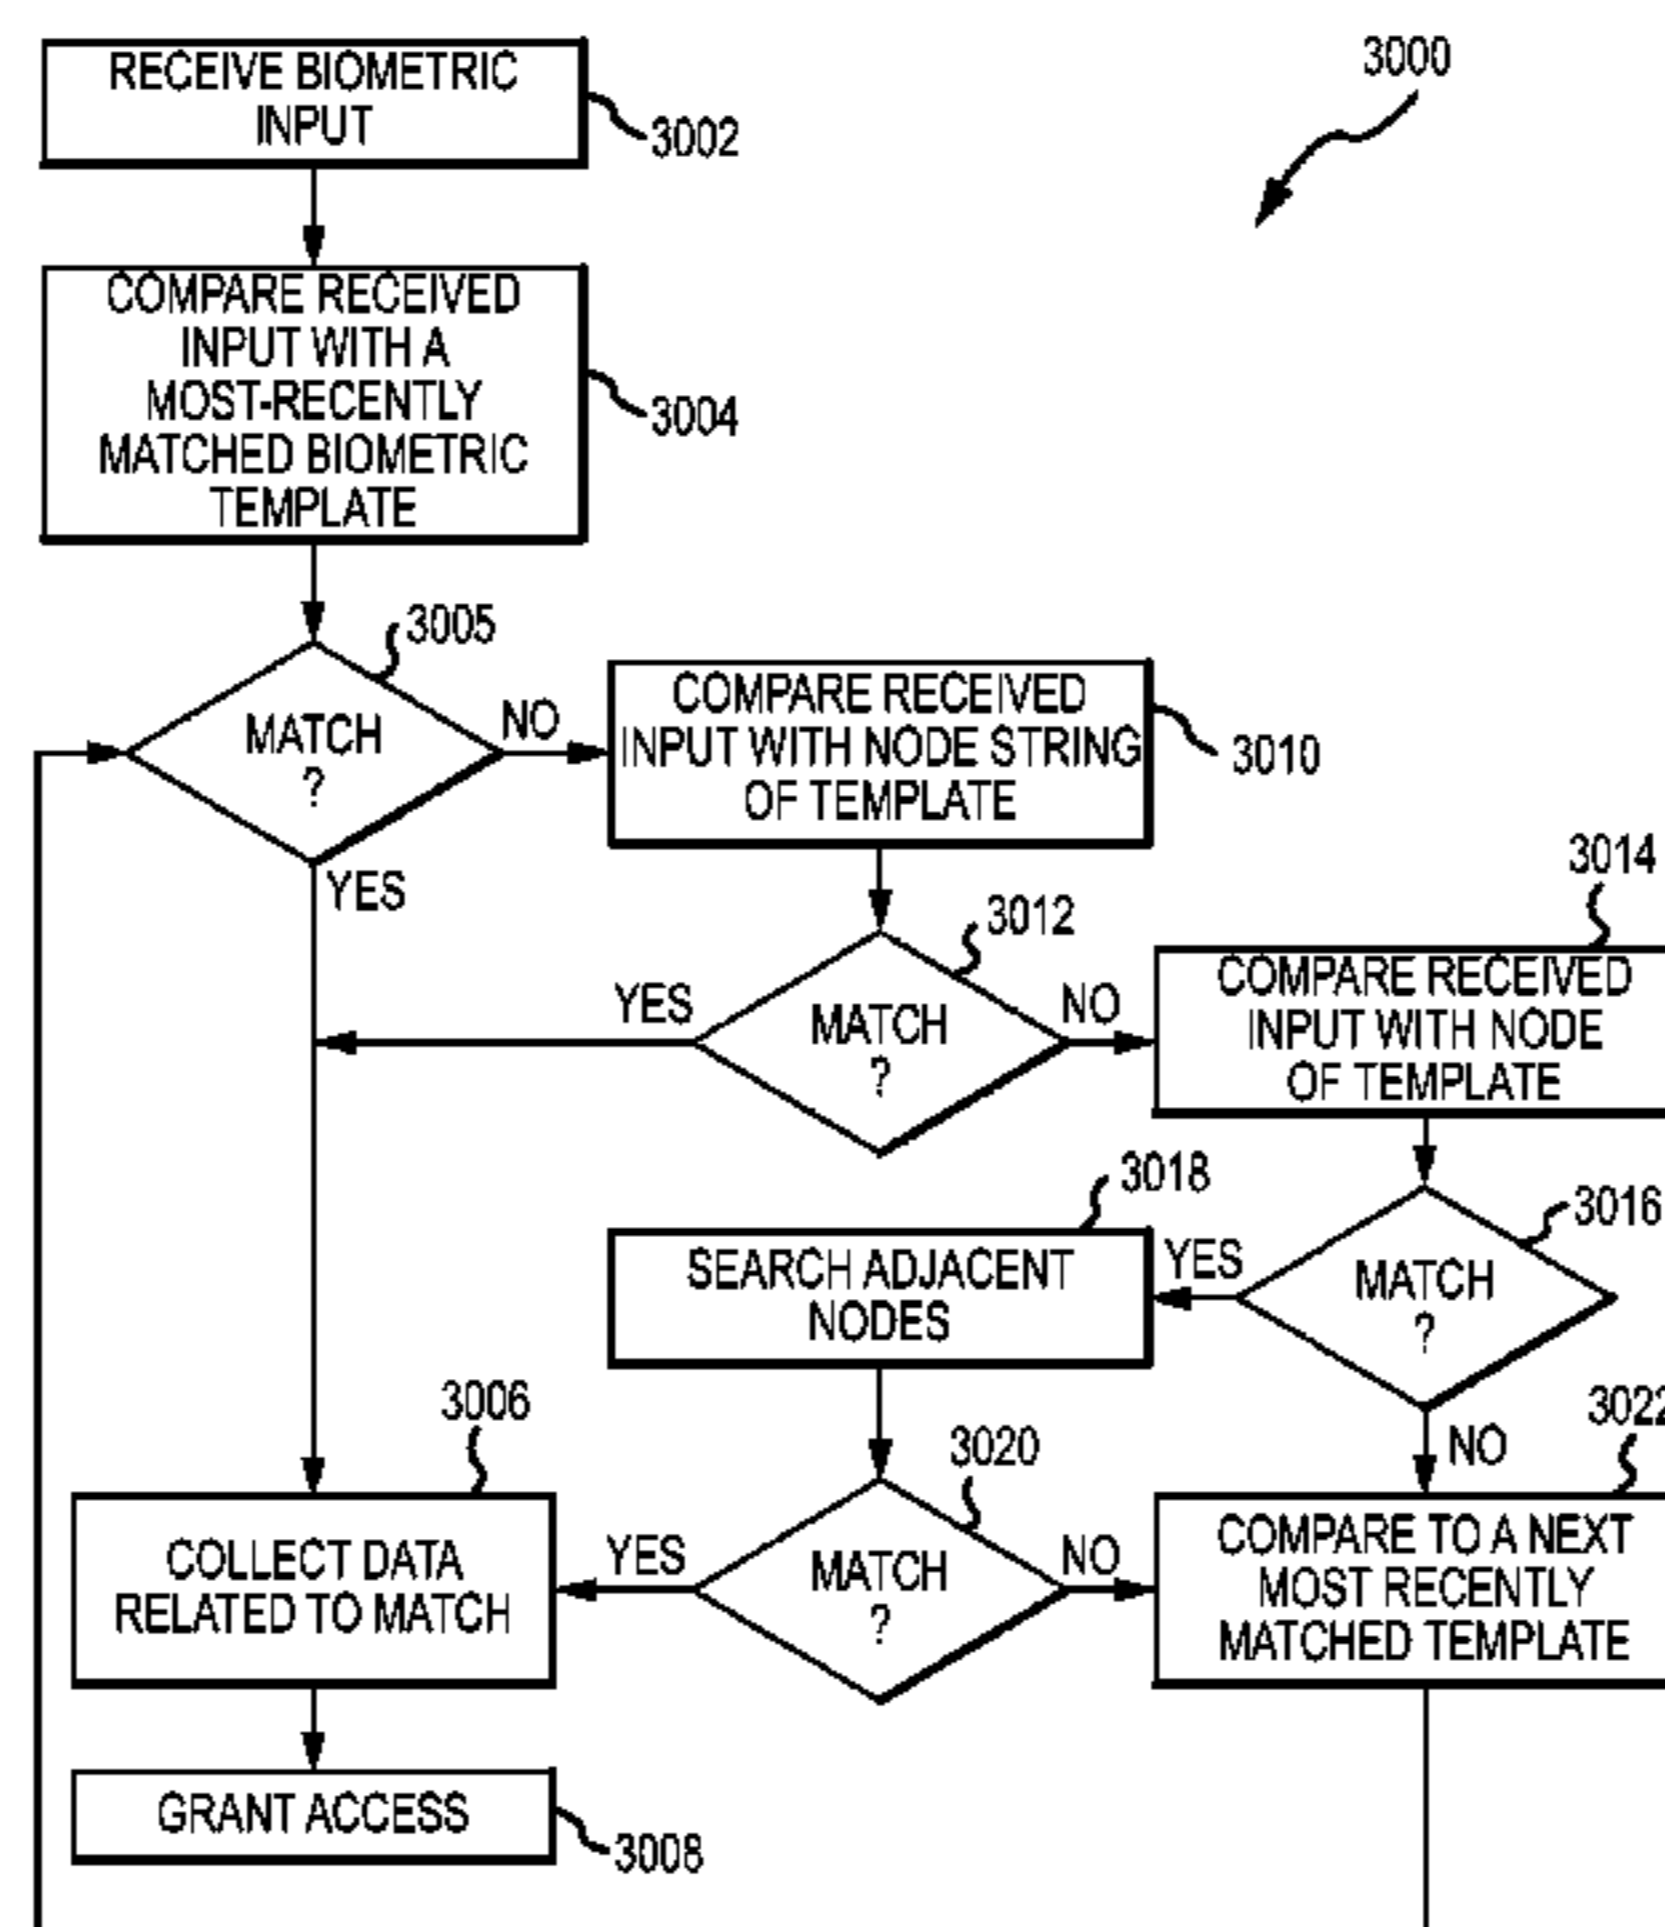 3000
RECEIVE BIOMETRIC
INPUT
3002
COMPARE RECEIVED
INPUT WITH A
MOST-RECENTLY
MATCHED BIOMETRIC
TEMPLATE
3004
3005
MATCH
?
NO
YES
COMPARE RECEIVED
INPUT WITH NODE STRING
OF TEMPLATE
3010
3012
MATCH
?
YES
NO
3014
COMPARE RECEIVED
INPUT WITH NODE
OF TEMPLATE
3016
MATCH
?
YES
NO
3018
SEARCH ADJACENT
NODES
3020
MATCH
?
YES
NO
3022
COMPARE TO A NEXT
MOST RECENTLY
MATCHED TEMPLATE
3006
COLLECT DATA
RELATED TO MATCH
GRANT ACCESS
3008